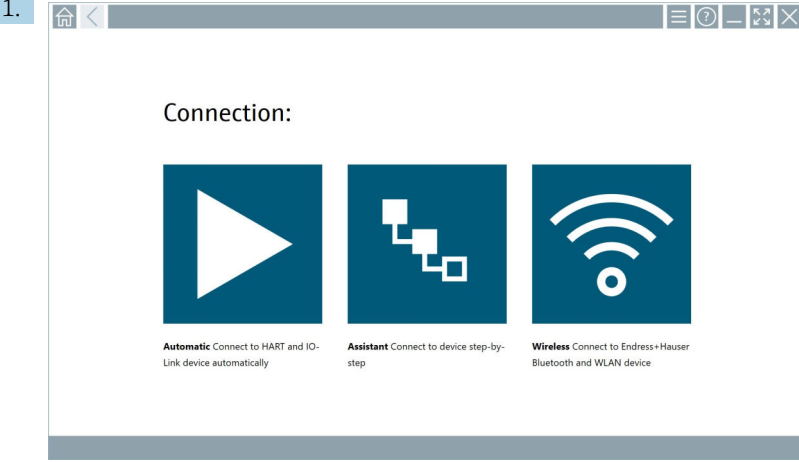 1.
?
Connection:
Automatic Connect to HART and IO-
Link device automatically
Assistant Connect to device step-by-
step
Wireless Connect to Endress+Hauser
Bluetooth and WLAN device